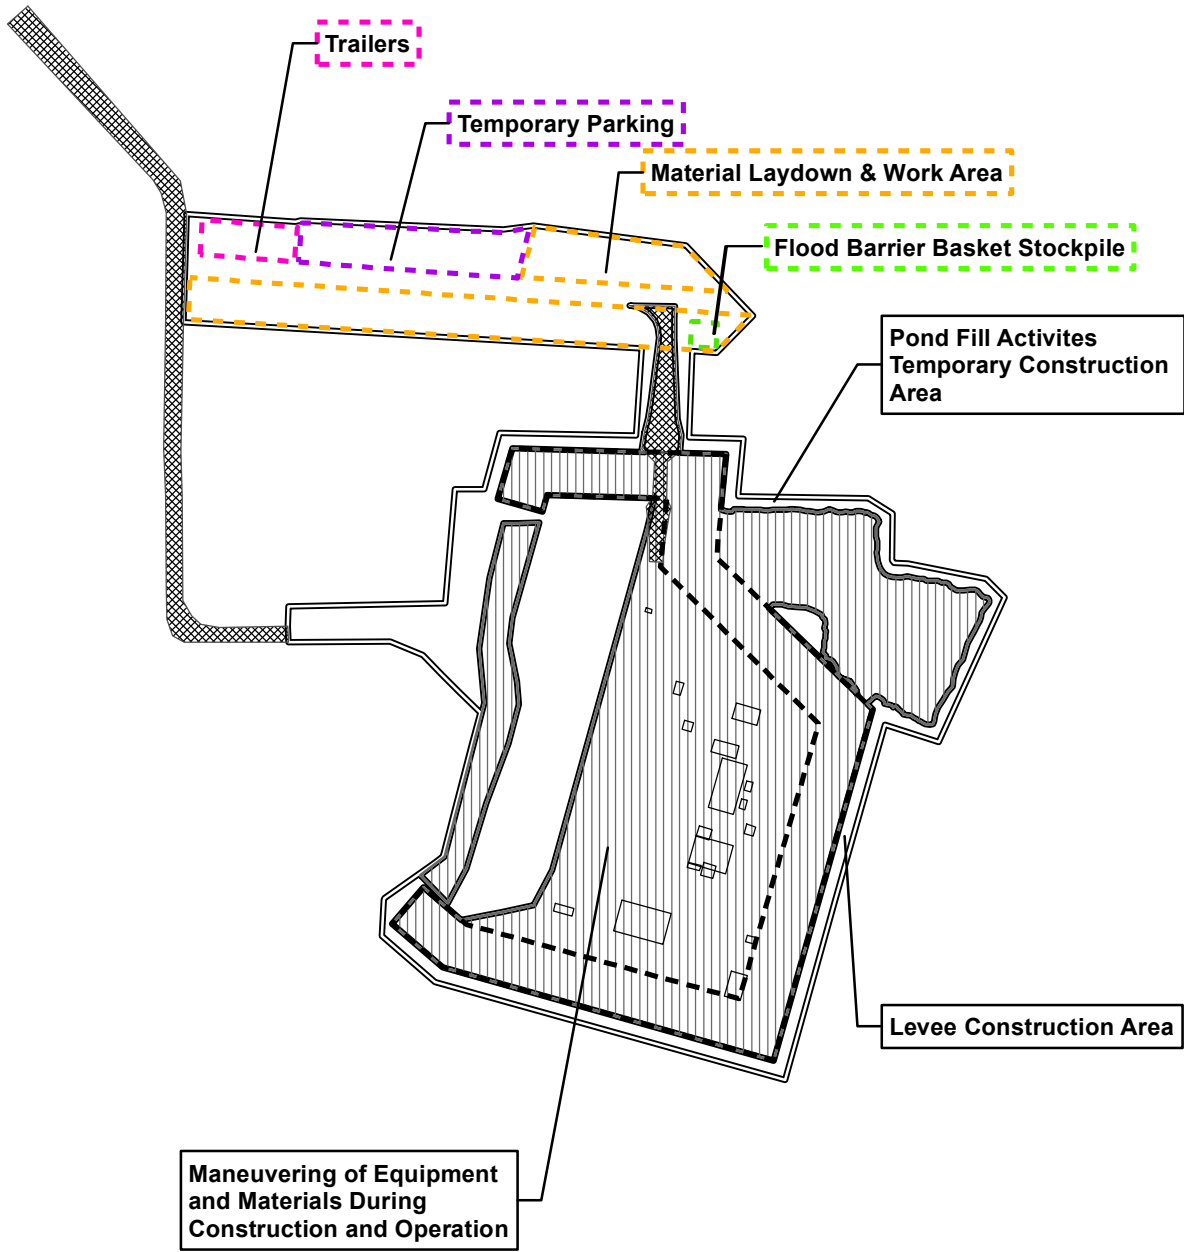 Trailers
Temporary Parking
Material Laydown & Work Area
Flood Barrier Basket Stockpile
Pond Fill Activites
Temporary Construction
Area
Levee Construction Area
Maneuvering of Equipment
and Materials During
Construction and Operation